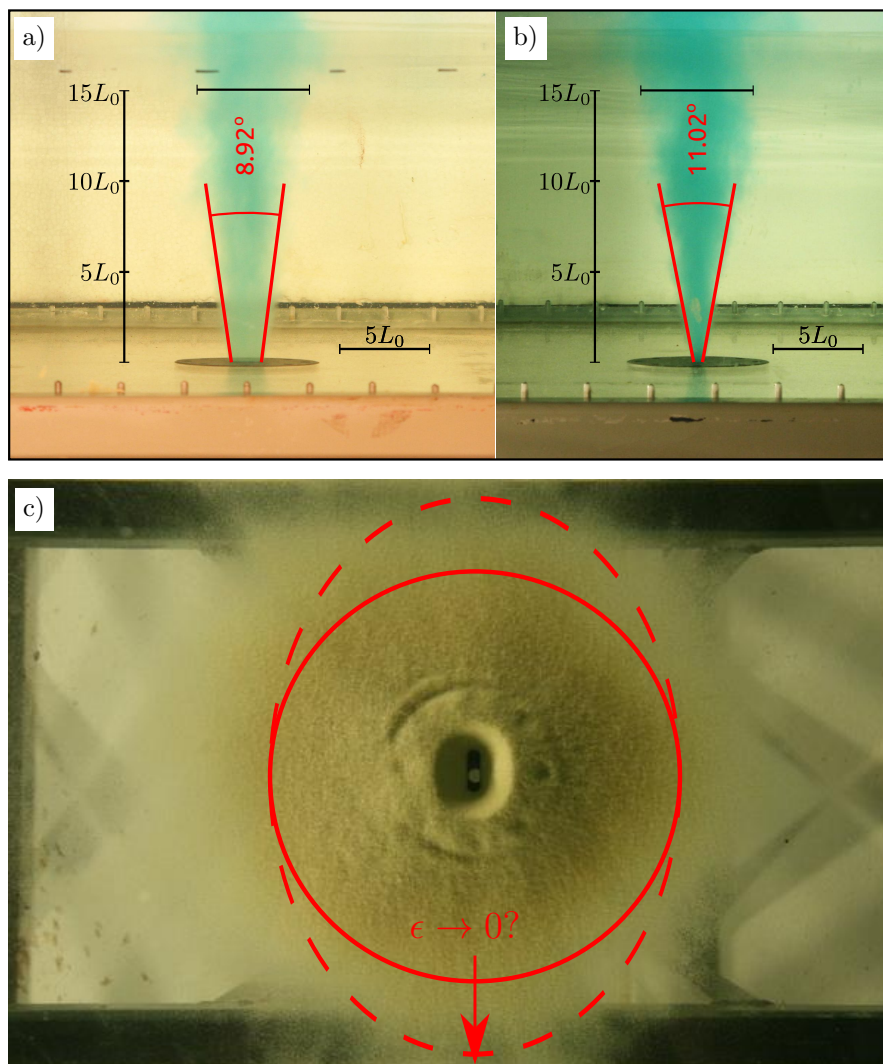 a)
15L₀
10L₀
5L₀
8.92°
5L₀
b)
15L₀
10L₀
5L₀
11.02°
5L₀
c)
ϵ → 0?